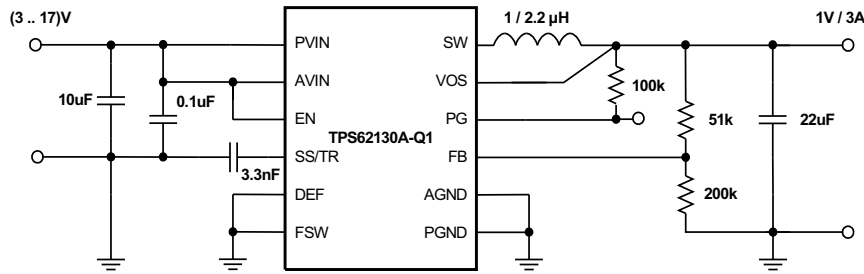 (3 .. 17)V
1 / 2.2 µH
1V / 3A
PVIN
SW
AVIN
VOS
10uF
0.1uF
100k
EN
PG
51k
22uF
TPS62130A-Q1
SS/TR
FB
3.3nF
DEF
AGND
200k
FSW
PGND